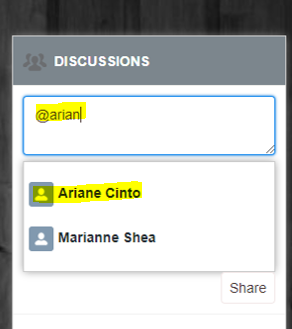 DISCUSSIONS
@arian
Ariane Cinto
Marianne Shea
Share